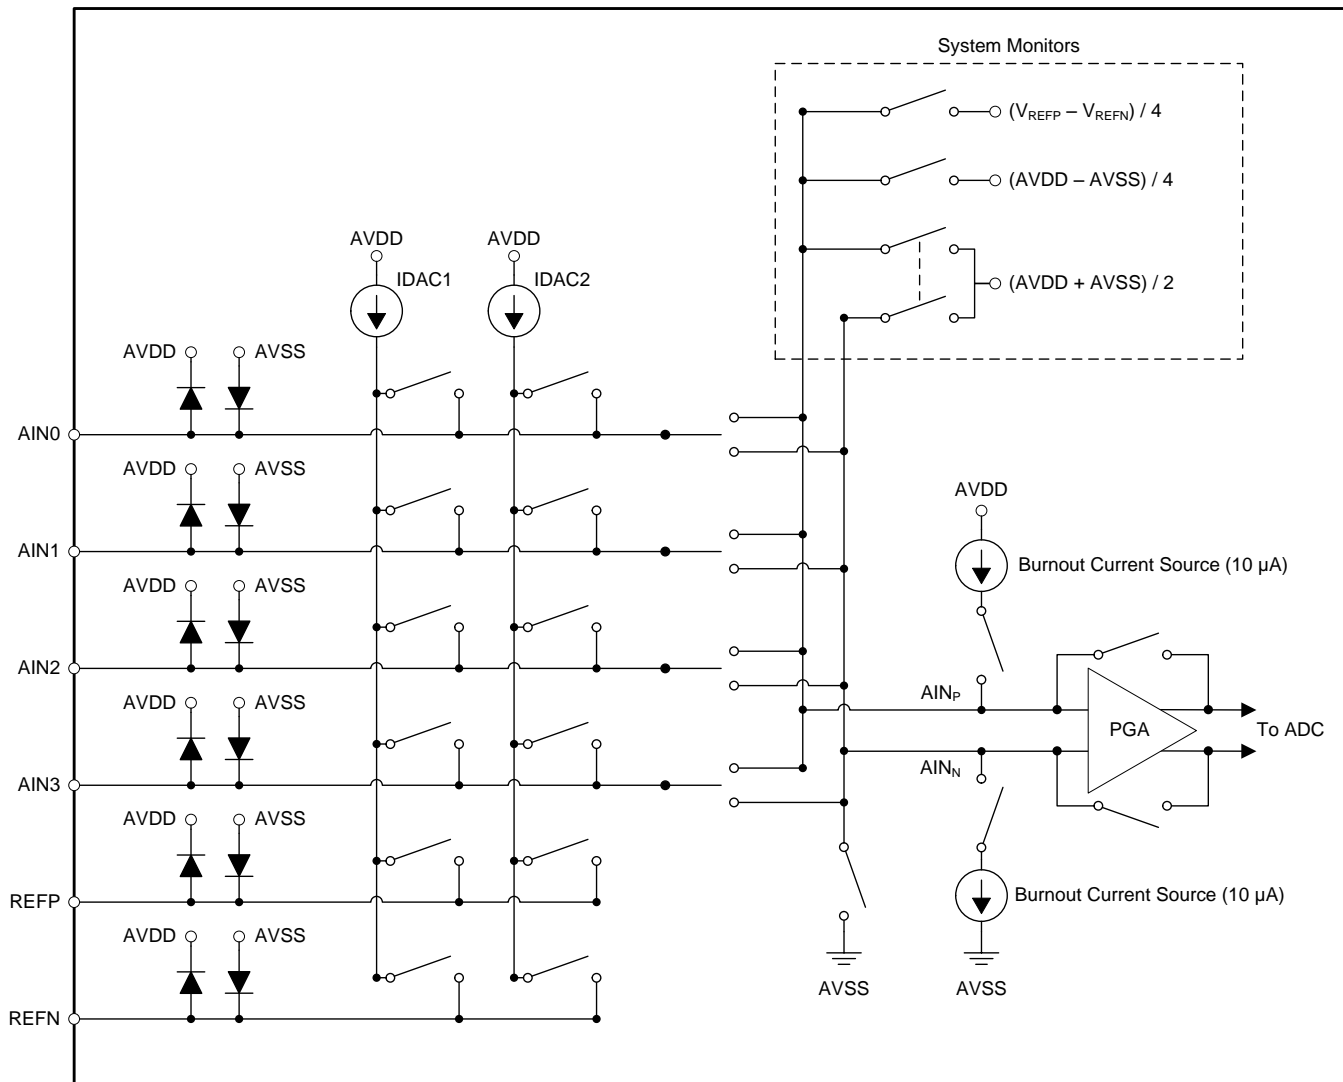 System Monitors
(VREFP – VREFN) / 4
(AVDD – AVSS) / 4
(AVDD + AVSS) / 2
AVDD AVDD
IDAC1 IDAC2
AVDD AVSS
AIN0
AVDD AVSS
AIN1
AVDD AVSS
AIN2
AVDD AVSS
AIN3
AVDD AVSS
REFP
AVDD AVSS
REFN
AVDD
Burnout Current Source (10 µA)
AINP
PGA
To ADC
AINN
Burnout Current Source (10 µA)
AVSS AVSS